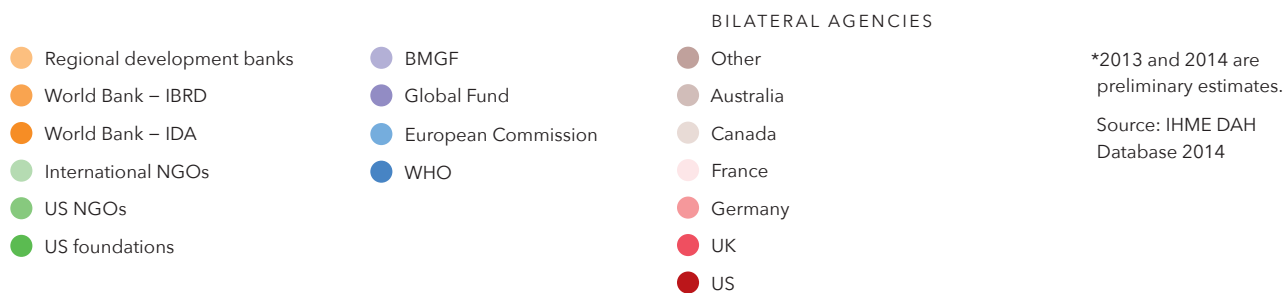 Regional development banks
World Bank – IBRD
World Bank – IDA
International NGOs
US NGOs
US foundations
BMGF
Global Fund
European Commission
WHO
BILATERAL AGENCIES
Other
Australia
Canada
France
Germany
UK
US
*2013 and 2014 are
preliminary estimates.
Source: IHME DAH
Database 2014